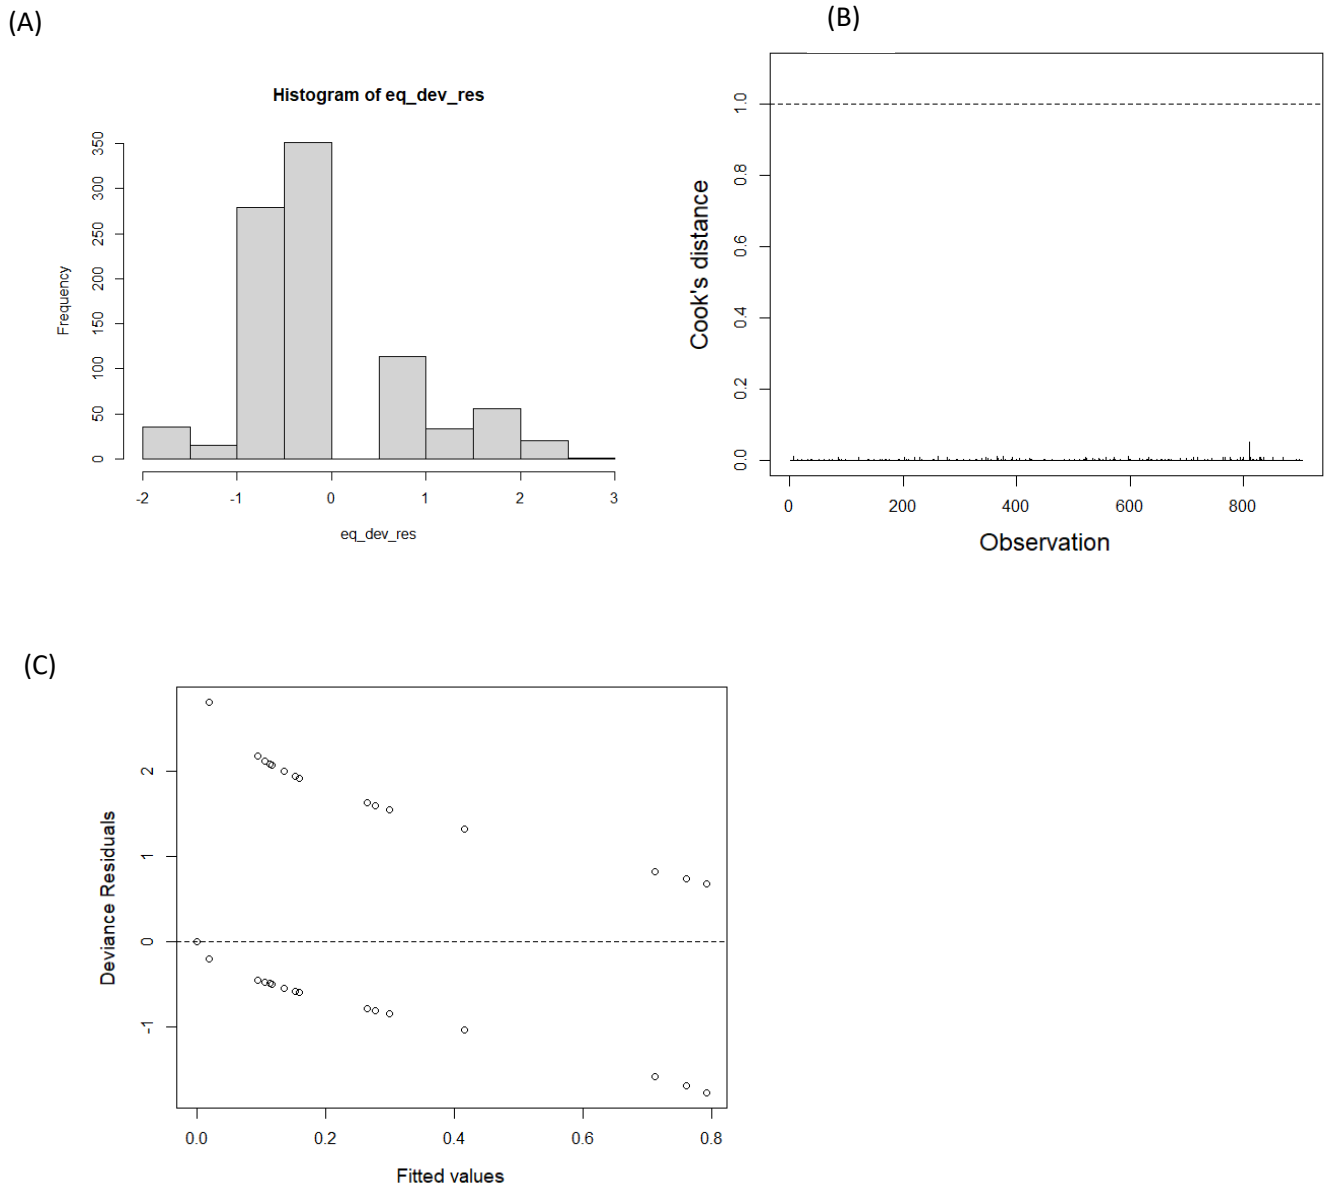 (A)
Histogram of eq_dev_res
Frequency
350
300
250
200
150
100
50
0
-2 -1 0 1 2 3
eq_dev_res
(B)
Cook's distance
1.0
0.8
0.6
0.4
0.2
0.0
0 200 400 600 800
Observation
(C)
Deviance Residuals
2
1
0
-1
0.0 0.2 0.4 0.6 0.8
Fitted values